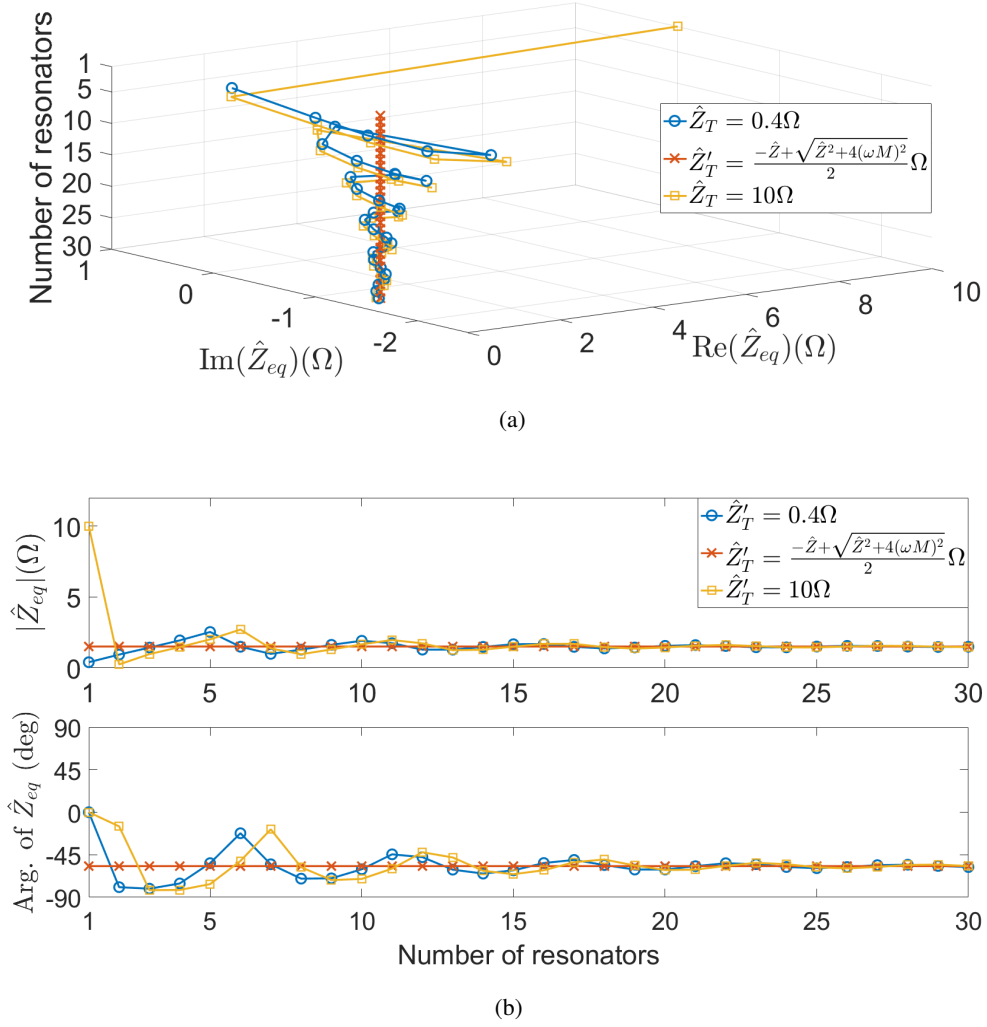 Number of resonators
1
5
10
15
20
25
30
1
0
-1
-2
0
2
4
6
8
10
Im(Ẑ_eq)(Ω)
Re(Ẑ_eq)(Ω)
Ẑ_T = 0.4Ω
Ẑ′_T = (-Ẑ+√(Ẑ²+4(ωM)²))/2 Ω
Ẑ_T = 10Ω
(a)
|Ẑ_eq|(Ω)
10
5
0
1
5
10
15
20
25
30
Ẑ′_T = 0.4Ω
Ẑ′_T = (-Ẑ+√(Ẑ²+4(ωM)²))/2 Ω
Ẑ′_T = 10Ω
Arg. of Ẑ_eq (deg)
90
45
0
-45
-90
1
5
10
15
20
25
30
Number of resonators
(b)